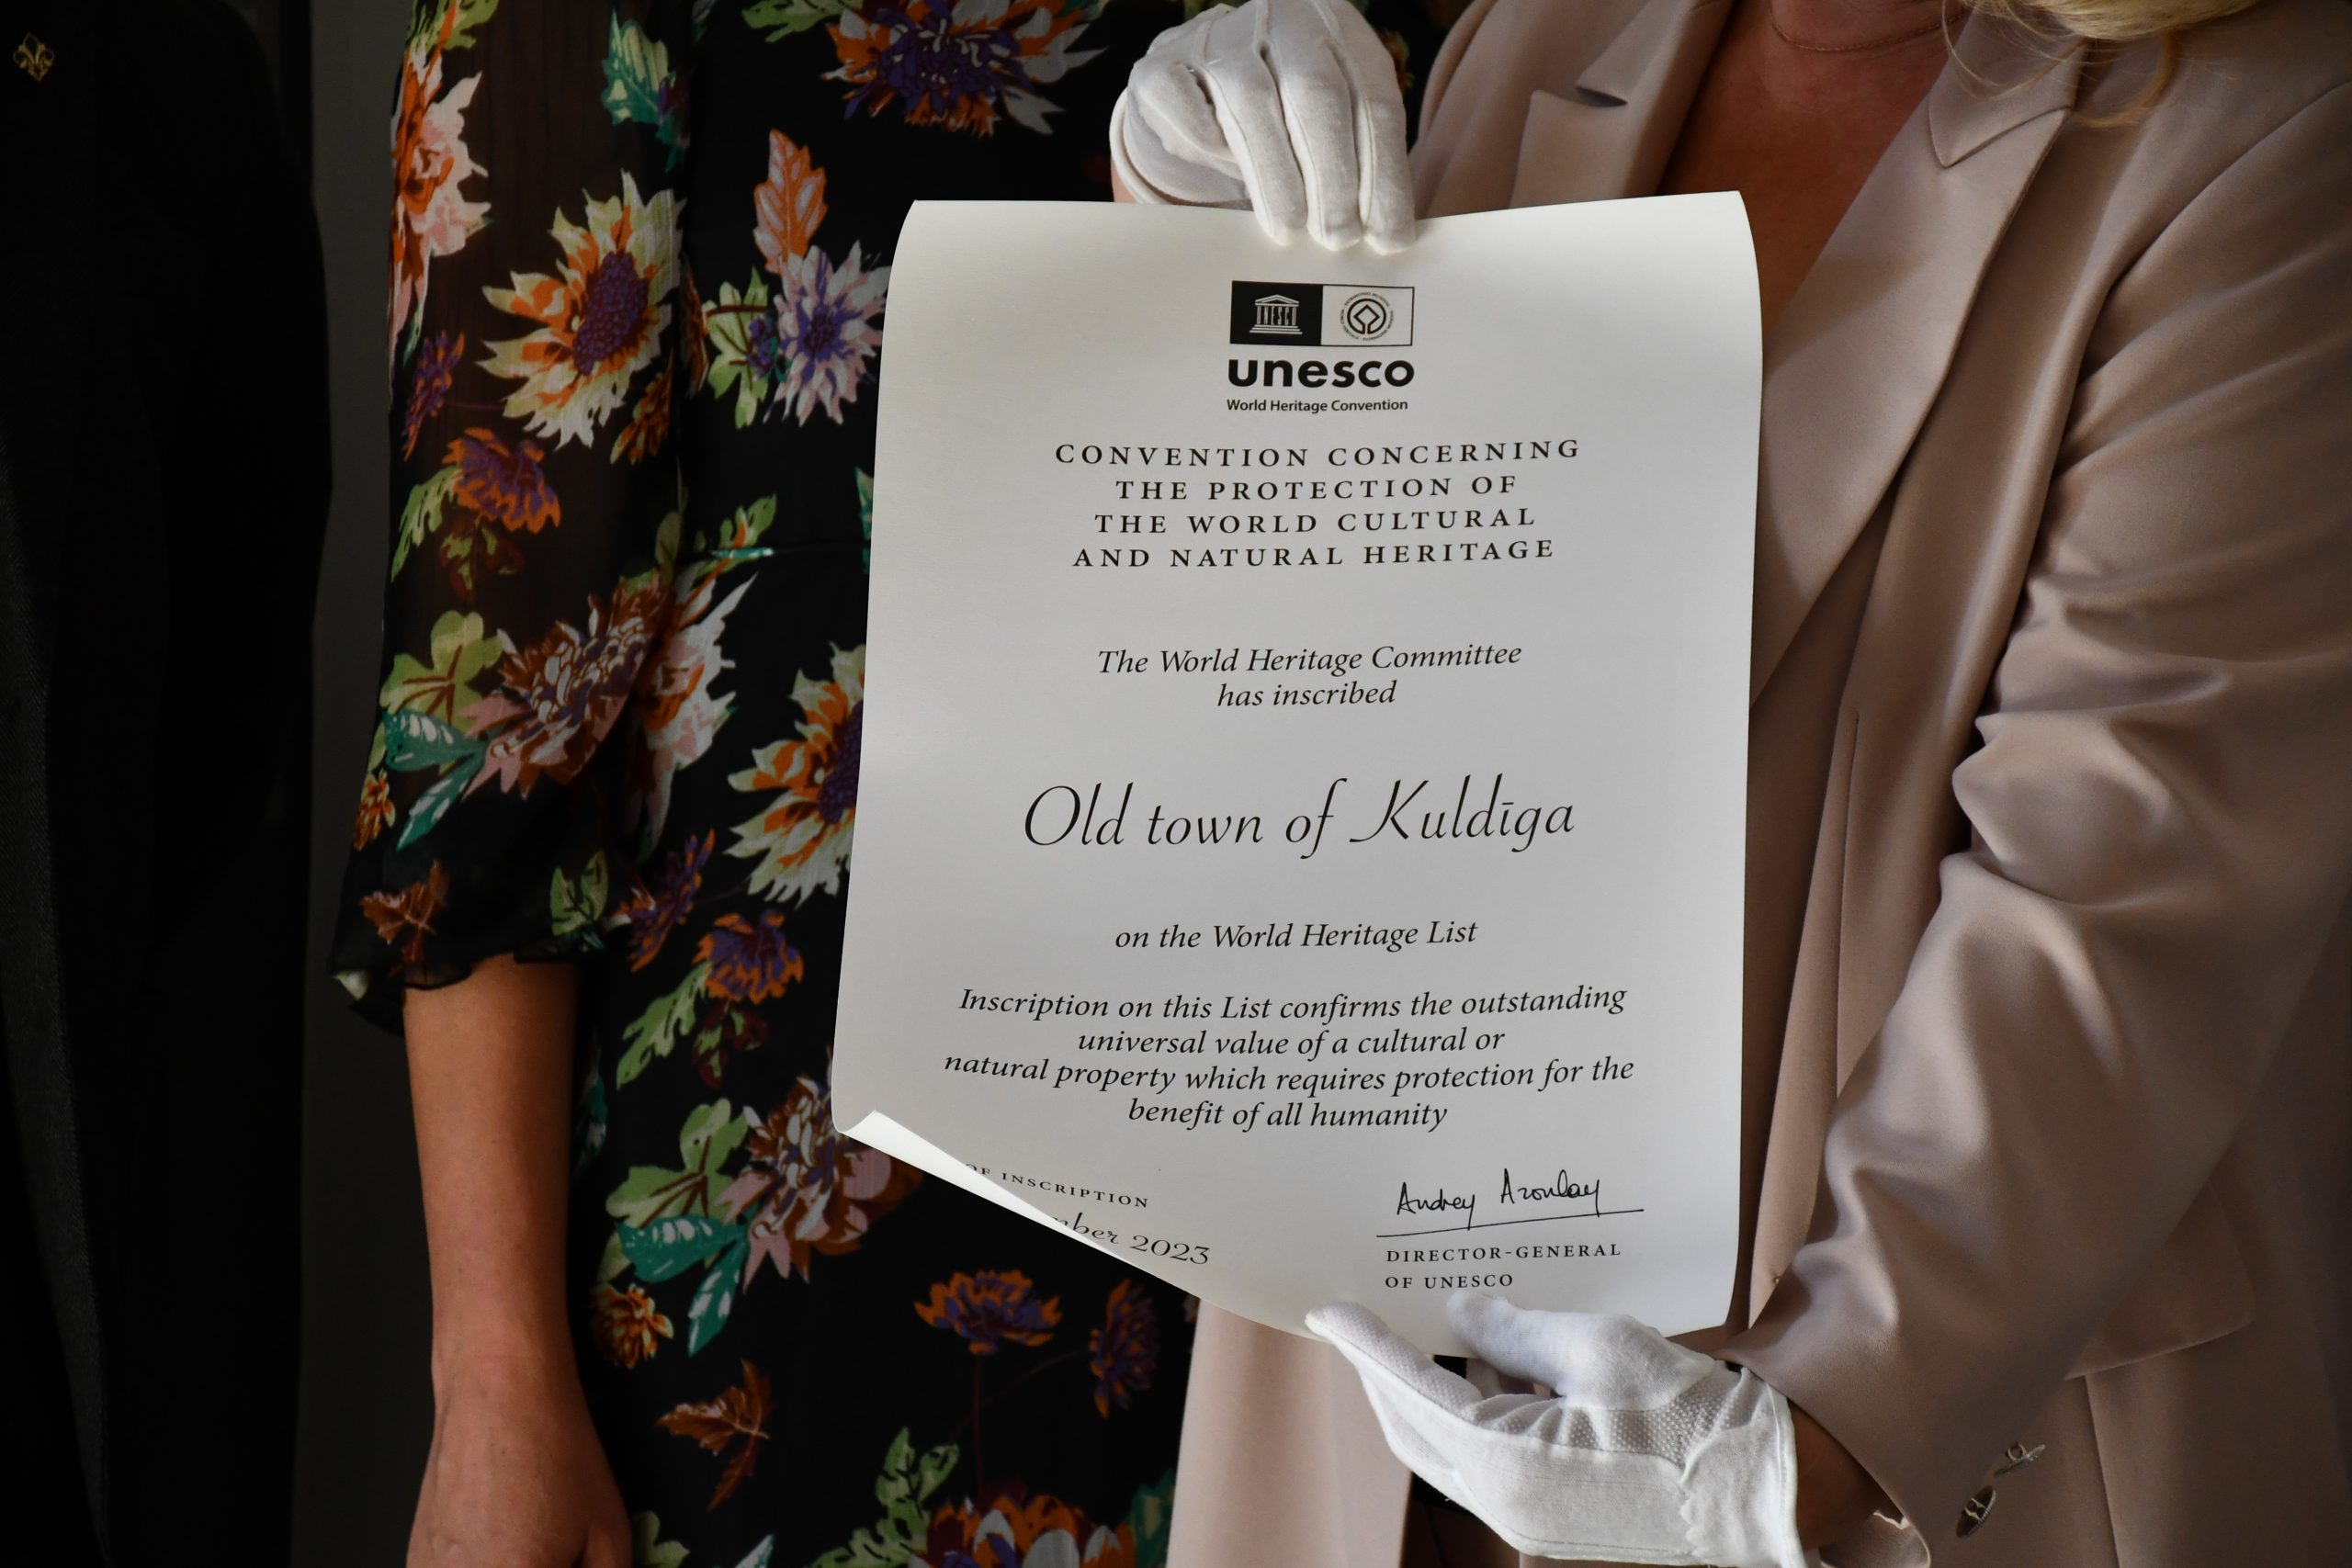 UNESCO
unesco
World Heritage Convention
CONVENTION CONCERNING
THE PROTECTION OF
THE WORLD CULTURAL
AND NATURAL HERITAGE
The World Heritage Committee
has inscribed
Old town of Kuldīga
on the World Heritage List
Inscription on this List confirms the outstanding
universal value of a cultural or
natural property which requires protection for the
benefit of all humanity
OF INSCRIPTION
2023
Audrey Azoulay
DIRECTOR-GENERAL
OF UNESCO